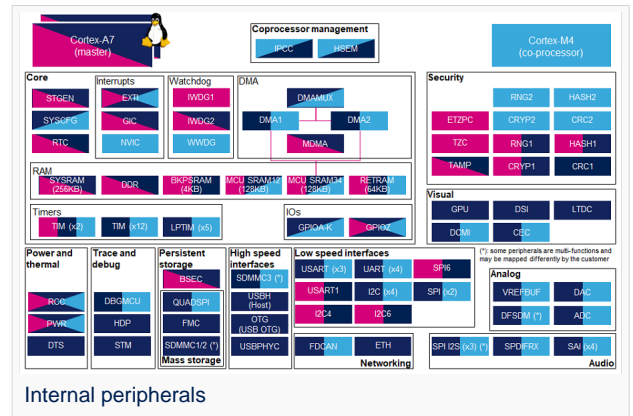 Cortex-A7
(master)
Coprocessor management
IPCC
HSEM
Cortex-M4
(co-processor)
Core
STGEN
SYSCFG
RTC
Interrupts
EXTI
GIC
NVIC
Watchdog
IWDG1
IWDG2
WWDG
DMA
DMAMUX
DMA1
DMA2
MDMA
Security
RNG2
HASH2
ETZPC
CRYP2
CRC2
TZC
RNG1
HASH1
TAMP
CRYP1
CRC1
RAM
SYSRAM
(256KB)
DDR
BKPSRAM
(4KB)
MCU SRAM12
(128KB)
MCU SRAM34
(128KB)
RETRAM
(64KB)
Timers
TIM (x2)
TIM (x12)
LPTIM (x5)
IOs
GPIOA-K
GPIOZ
Visual
GPU
DSI
LTDC
DCMI
CEC
(*): some peripherals are multi-functions and
may be mapped differently by the customer
Power and
thermal
RCC
PWR
DTS
Trace and
debug
DBGMCU
HDP
STM
Persistent
storage
BSEC
QUADSPI
FMC
SDMMC1/2 (*)
Mass storage
High speed
interfaces
SDMMC3 (*)
USBH
(Host)
OTG
(USB OTG)
USBPHYC
Low speed interfaces
USART (x3)
UART (x4)
SPI6
USART1
I2C (x4)
SPI (x2)
I2C4
I2C6
FDCAN
ETH
Networking
Analog
VREFBUF
DAC
DFSDM (*)
ADC
SPI I2S (x3) (*)
SPDIFRX
SAI (x4)
Audio
Internal peripherals